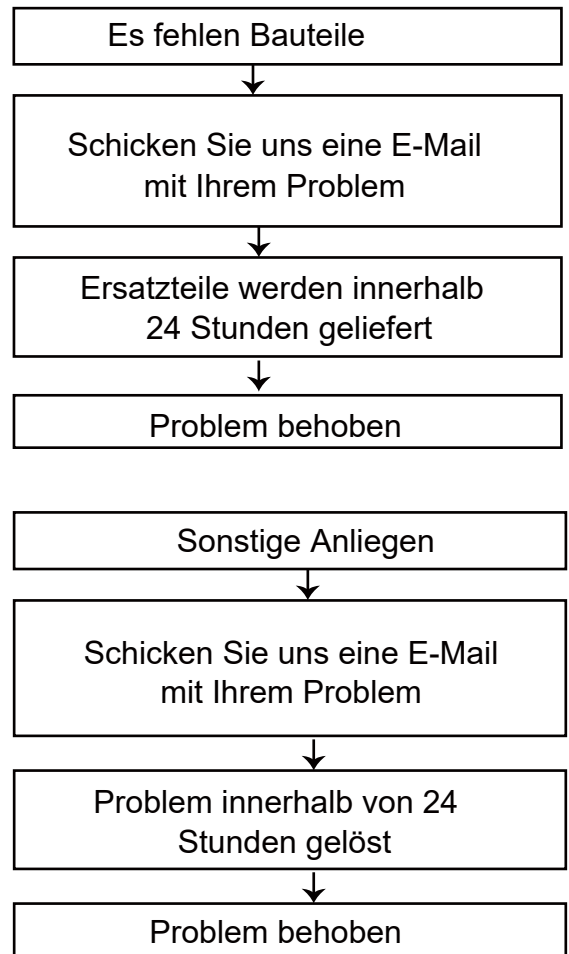 Es fehlen Bauteile
Schicken Sie uns eine E-Mail
mit Ihrem Problem
Ersatzteile werden innerhalb
24 Stunden geliefert
Problem behoben
Sonstige Anliegen
Schicken Sie uns eine E-Mail
mit Ihrem Problem
Problem innerhalb von 24
Stunden gelöst
Problem behoben